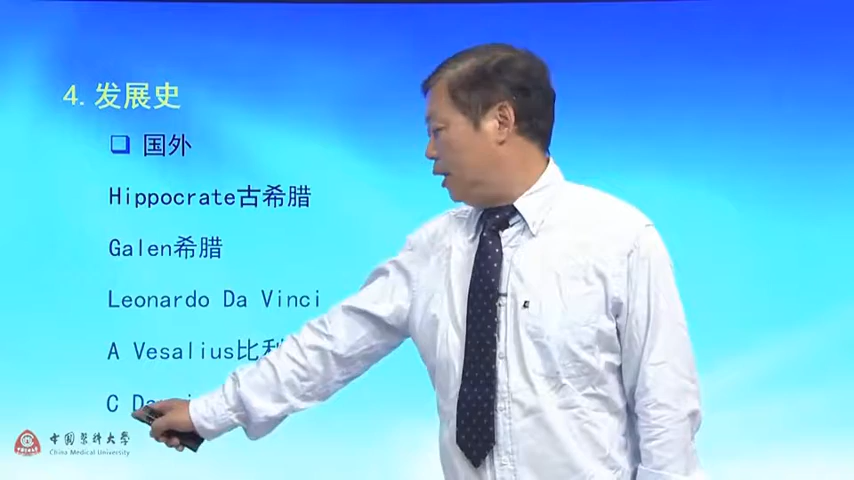 4. 发展史
❑ 国外
Hippocrate古希腊
Galen希腊
Leonardo Da Vinci
A Vesalius比利
C
中国医科大学
China Medical University